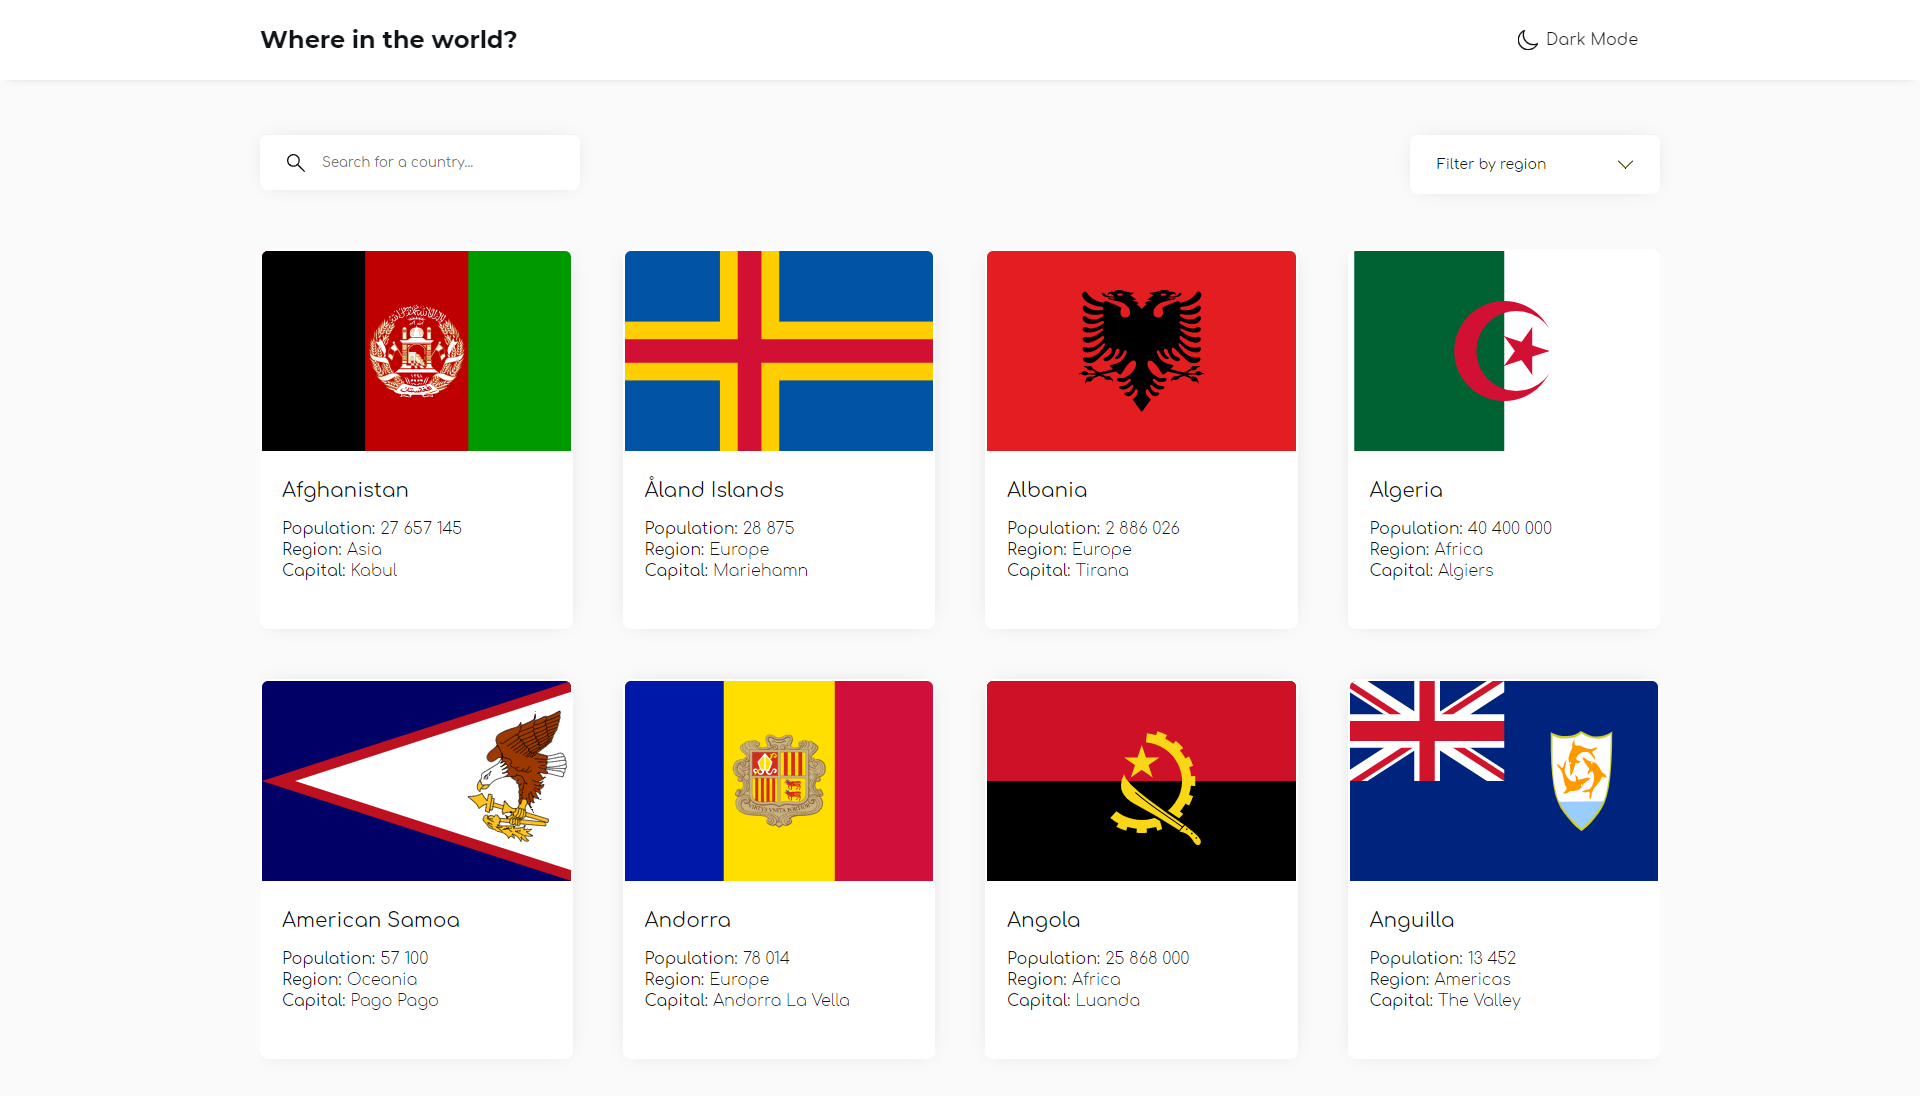 Where in the world?
Dark Mode
Search for a country...
Filter by region
Afghanistan
Population: 27 657 145
Region: Asia
Capital: Kabul
Åland Islands
Population: 28 875
Region: Europe
Capital: Mariehamn
Albania
Population: 2 886 026
Region: Europe
Capital: Tirana
Algeria
Population: 40 400 000
Region: Africa
Capital: Algiers
American Samoa
Population: 57 100
Region: Oceania
Capital: Pago Pago
Andorra
Population: 78 014
Region: Europe
Capital: Andorra La Vella
Angola
Population: 25 868 000
Region: Africa
Capital: Luanda
Anguilla
Population: 13 452
Region: Americas
Capital: The Valley